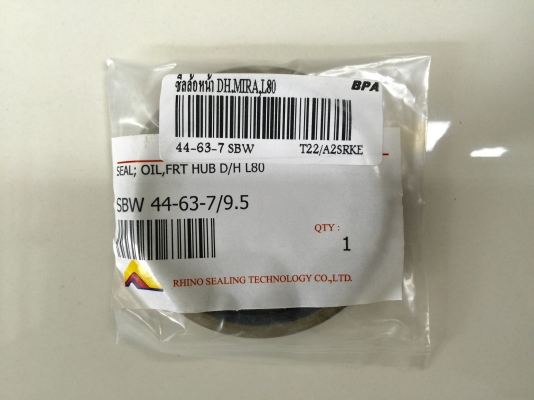 ซีลล้อหน้า DH.MIRA,L80
BPA
44-63-7 SBW T22/A2SRKE
SEAL; OIL,FRT HUB D/H L80
SBW 44-63-7/9.5
QTY :
1
RHINO SEALING TECHNOLOGY CO.,LTD.